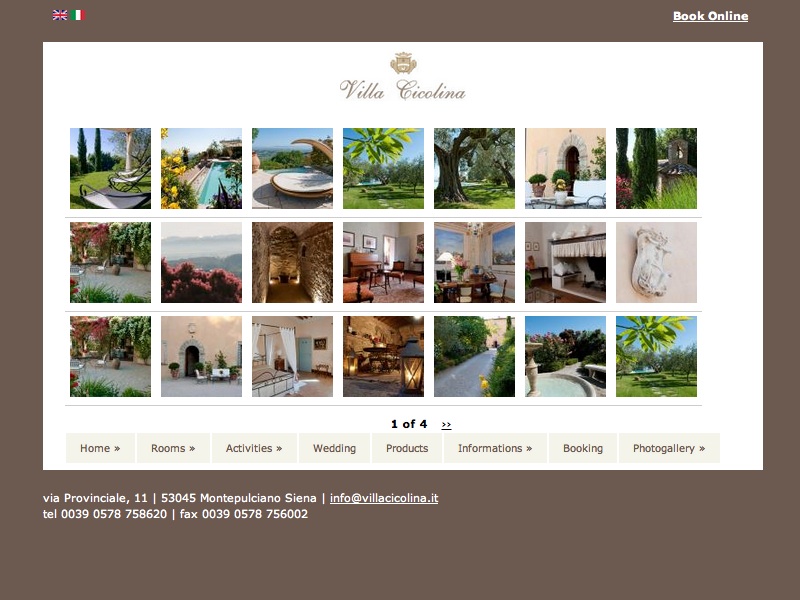 Book Online
Villa Cicolina
1 of 4 >>
Home » Rooms » Activities » Wedding Products Informations » Booking Photogallery »
via Provinciale, 11 | 53045 Montepulciano Siena | info@villacicolina.it
tel 0039 0578 758620 | fax 0039 0578 756002